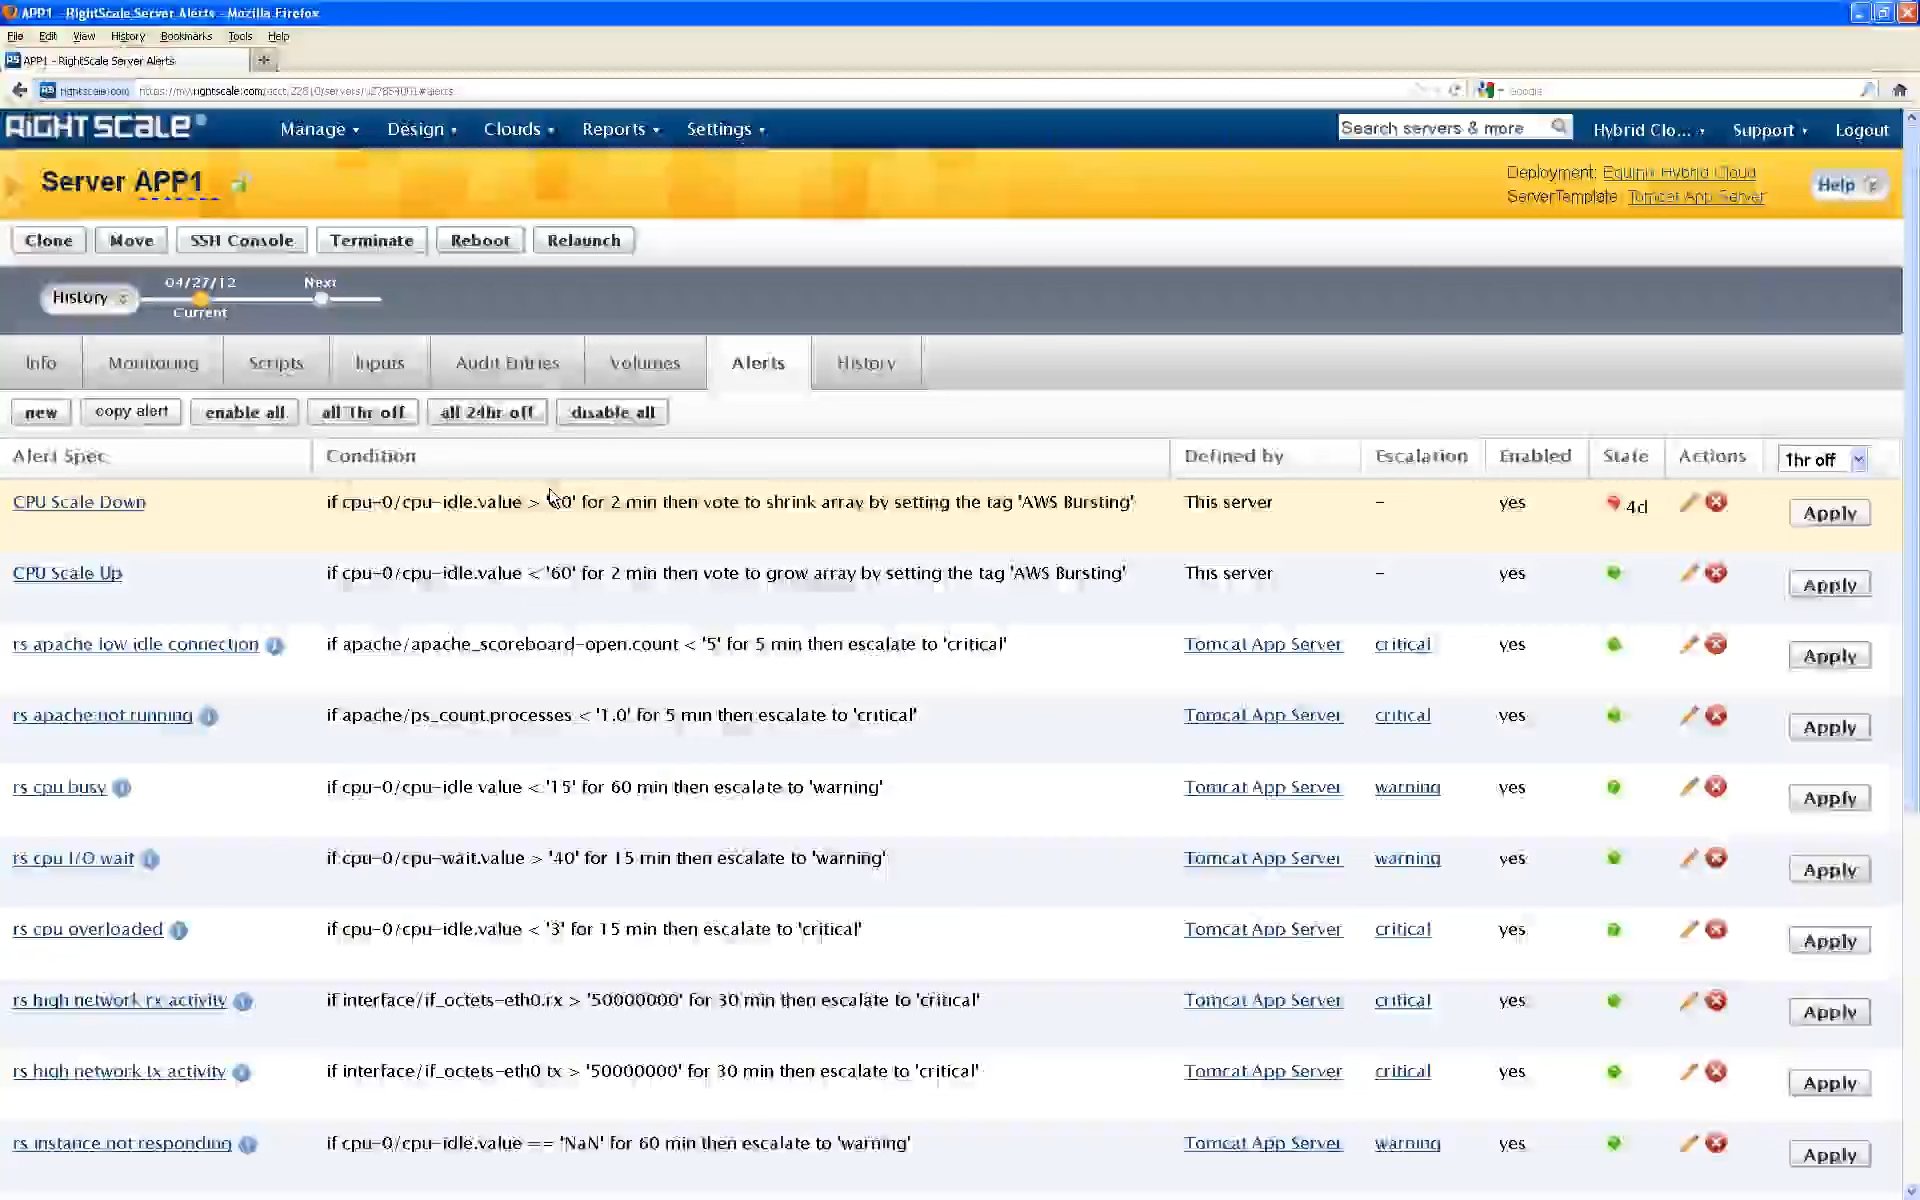 APP1 - RightScale Server Alerts - Mozilla Firefox
File Edit View History Bookmarks Tools Help
APP1 - RightScale Server Alerts
rightscale.com Google
RIGHTSCALE Manage Design Clouds Reports Settings Search servers & more Hybrid Clo... Support Logout
Server APP1 Deployment: Equinix Hybrid Cloud Help
ServerTemplate: Tomcat App Server
Clone Move SSH Console Terminate Reboot Relaunch
History 04/27/12 Next
Current
Info Monitoring Scripts Inputs Audit Entries Volumes Alerts History
new copy alert enable all all 1hr off all 24hr off disable all
Alert Spec Condition Defined by Escalation Enabled State Actions 1hr off
CPU Scale Down if cpu-0/cpu-idle.value > for 2 min then vote to shrink array by setting the tag 'AWS Bursting' This server - yes 4d Apply
CPU Scale Up if cpu-0/cpu-idle.value < '60' for 2 min then vote to grow array by setting the tag 'AWS Bursting' This server - yes Apply
rs apache low idle connection if apache/apache_scoreboard-open.count < '5' for 5 min then escalate to 'critical' Tomcat App Server critical yes Apply
rs apache not running if apache/ps_count.processes < '1.0' for 5 min then escalate to 'critical' Tomcat App Server critical yes Apply
rs cpu busy if cpu-0/cpu-idle.value < '15' for 60 min then escalate to 'warning' Tomcat App Server warning yes Apply
rs cpu I/O wait if cpu-0/cpu-wait.value > '40' for 15 min then escalate to 'warning' Tomcat App Server warning yes Apply
rs cpu overloaded if cpu-0/cpu-idle.value < '3' for 15 min then escalate to 'critical' Tomcat App Server critical yes Apply
rs high network rx activity if interface/if_octets-eth0.rx > '50000000' for 30 min then escalate to 'critical' Tomcat App Server critical yes Apply
rs high network tx activity if interface/if_octets-eth0.tx > '50000000' for 30 min then escalate to 'critical' Tomcat App Server critical yes Apply
rs instance not responding if cpu-0/cpu-idle.value == 'NaN' for 60 min then escalate to 'warning' Tomcat App Server warning yes Apply